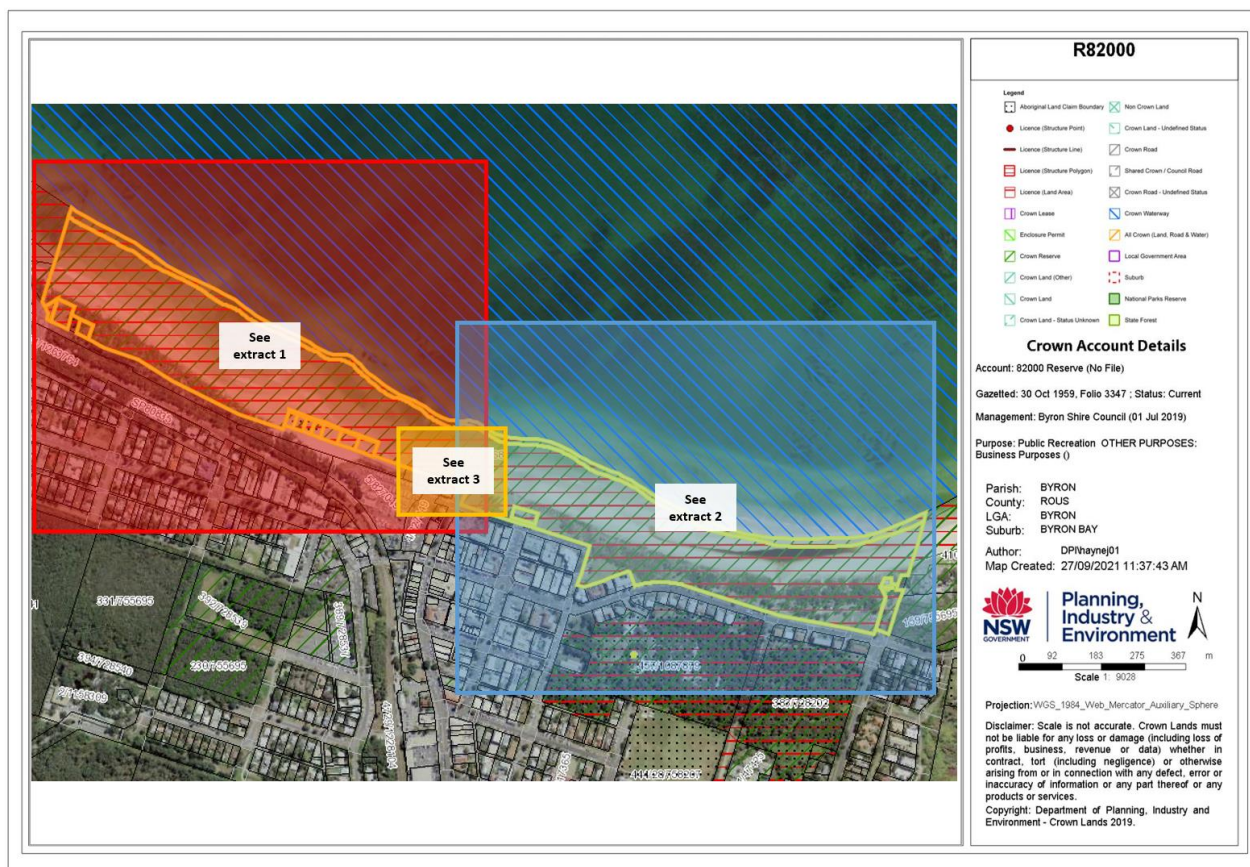 R82000
Legend
Aboriginal Land Claim Boundary
Non Crown Land
Licence (Structure Point)
Crown Land - Undefined Status
Licence (Structure Line)
Crown Road
Licence (Structure Polygon)
Shared Crown / Council Road
Licence (Land Area)
Crown Road - Undefined Status
Crown Lease
Crown Waterway
Enclosure Permit
All Crown (Land, Road & Water)
Crown Reserve
Local Government Area
Crown Land (Other)
Suburb
Crown Land
National Parks Reserve
Crown Land - Status Unknown
State Forest
Crown Account Details
Account: 82000 Reserve (No File)
Gazetted: 30 Oct 1959, Folio 3347 ; Status: Current
Management: Byron Shire Council (01 Jul 2019)
Purpose: Public Recreation OTHER PURPOSES:
Business Purposes ()
Parish: BYRON
County: ROUS
LGA: BYRON
Suburb: BYRON BAY
Author: DPI\haynej01
Map Created: 27/09/2021 11:37:43 AM
NSW
GOVERNMENT
Planning,
Industry &
Environment
N
0 92 183 275 367 m
Scale 1: 9028
Projection: WGS_1984_Web_Mercator_Auxiliary_Sphere
Disclaimer: Scale is not accurate. Crown Lands must
not be liable for any loss or damage (including loss of
profits, business, revenue or data) whether in
contract, tort (including negligence) or otherwise
arising from or in connection with any defect, error or
inaccuracy of information or any part thereof or any
products or services.
Copyright: Department of Planning, Industry and
Environment - Crown Lands 2019.
See
extract 1
See
extract 3
See
extract 2
331/755695
239/755695